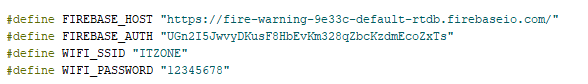 #define FIREBASE_HOST "https://fire-warning-9e33c-default-rtdb.firebaseio.com/"
#define FIREBASE_AUTH "UGn2I5JwvyDKusF8HbEvKm328qZbcKzdmEcoZxTs"
#define WIFI_SSID "ITZONE"
#define WIFI_PASSWORD "12345678"